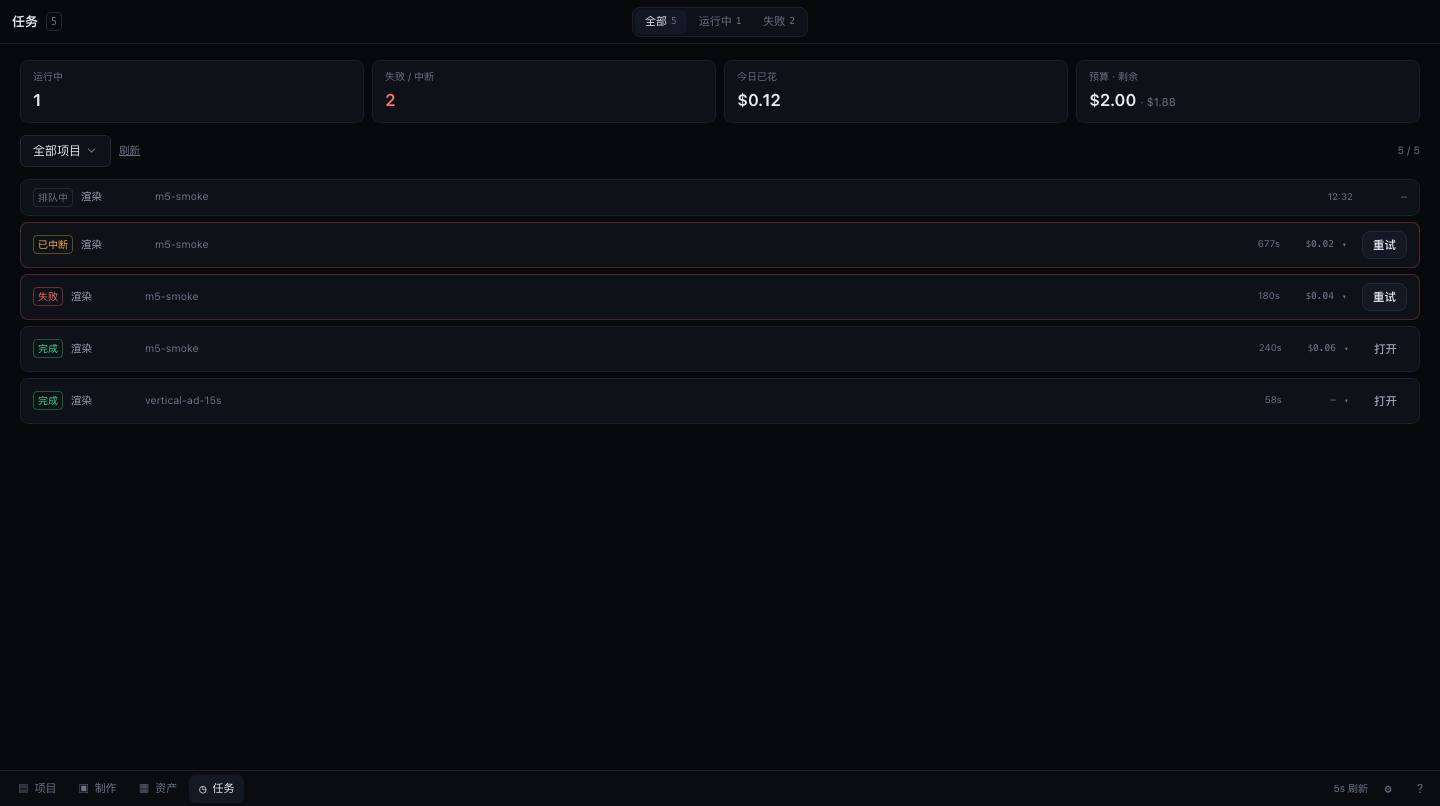 任务 5
全部 5 运行中 1 失败 2
运行中
1
失败 / 中断
2
今日已花
$0.12
预算 · 剩余
$2.00 · $1.88
全部项目 刷新 5 / 5
排队中 渲染 m5-smoke 12:32 —
已中断 渲染 m5-smoke 677s $0.02 ▾ 重试
失败 渲染 m5-smoke 180s $0.04 ▾ 重试
完成 渲染 m5-smoke 240s $0.06 ▾ 打开
完成 渲染 vertical-ad-15s 58s — ▾ 打开
项目 制作 资产 任务 5s 刷新 ?